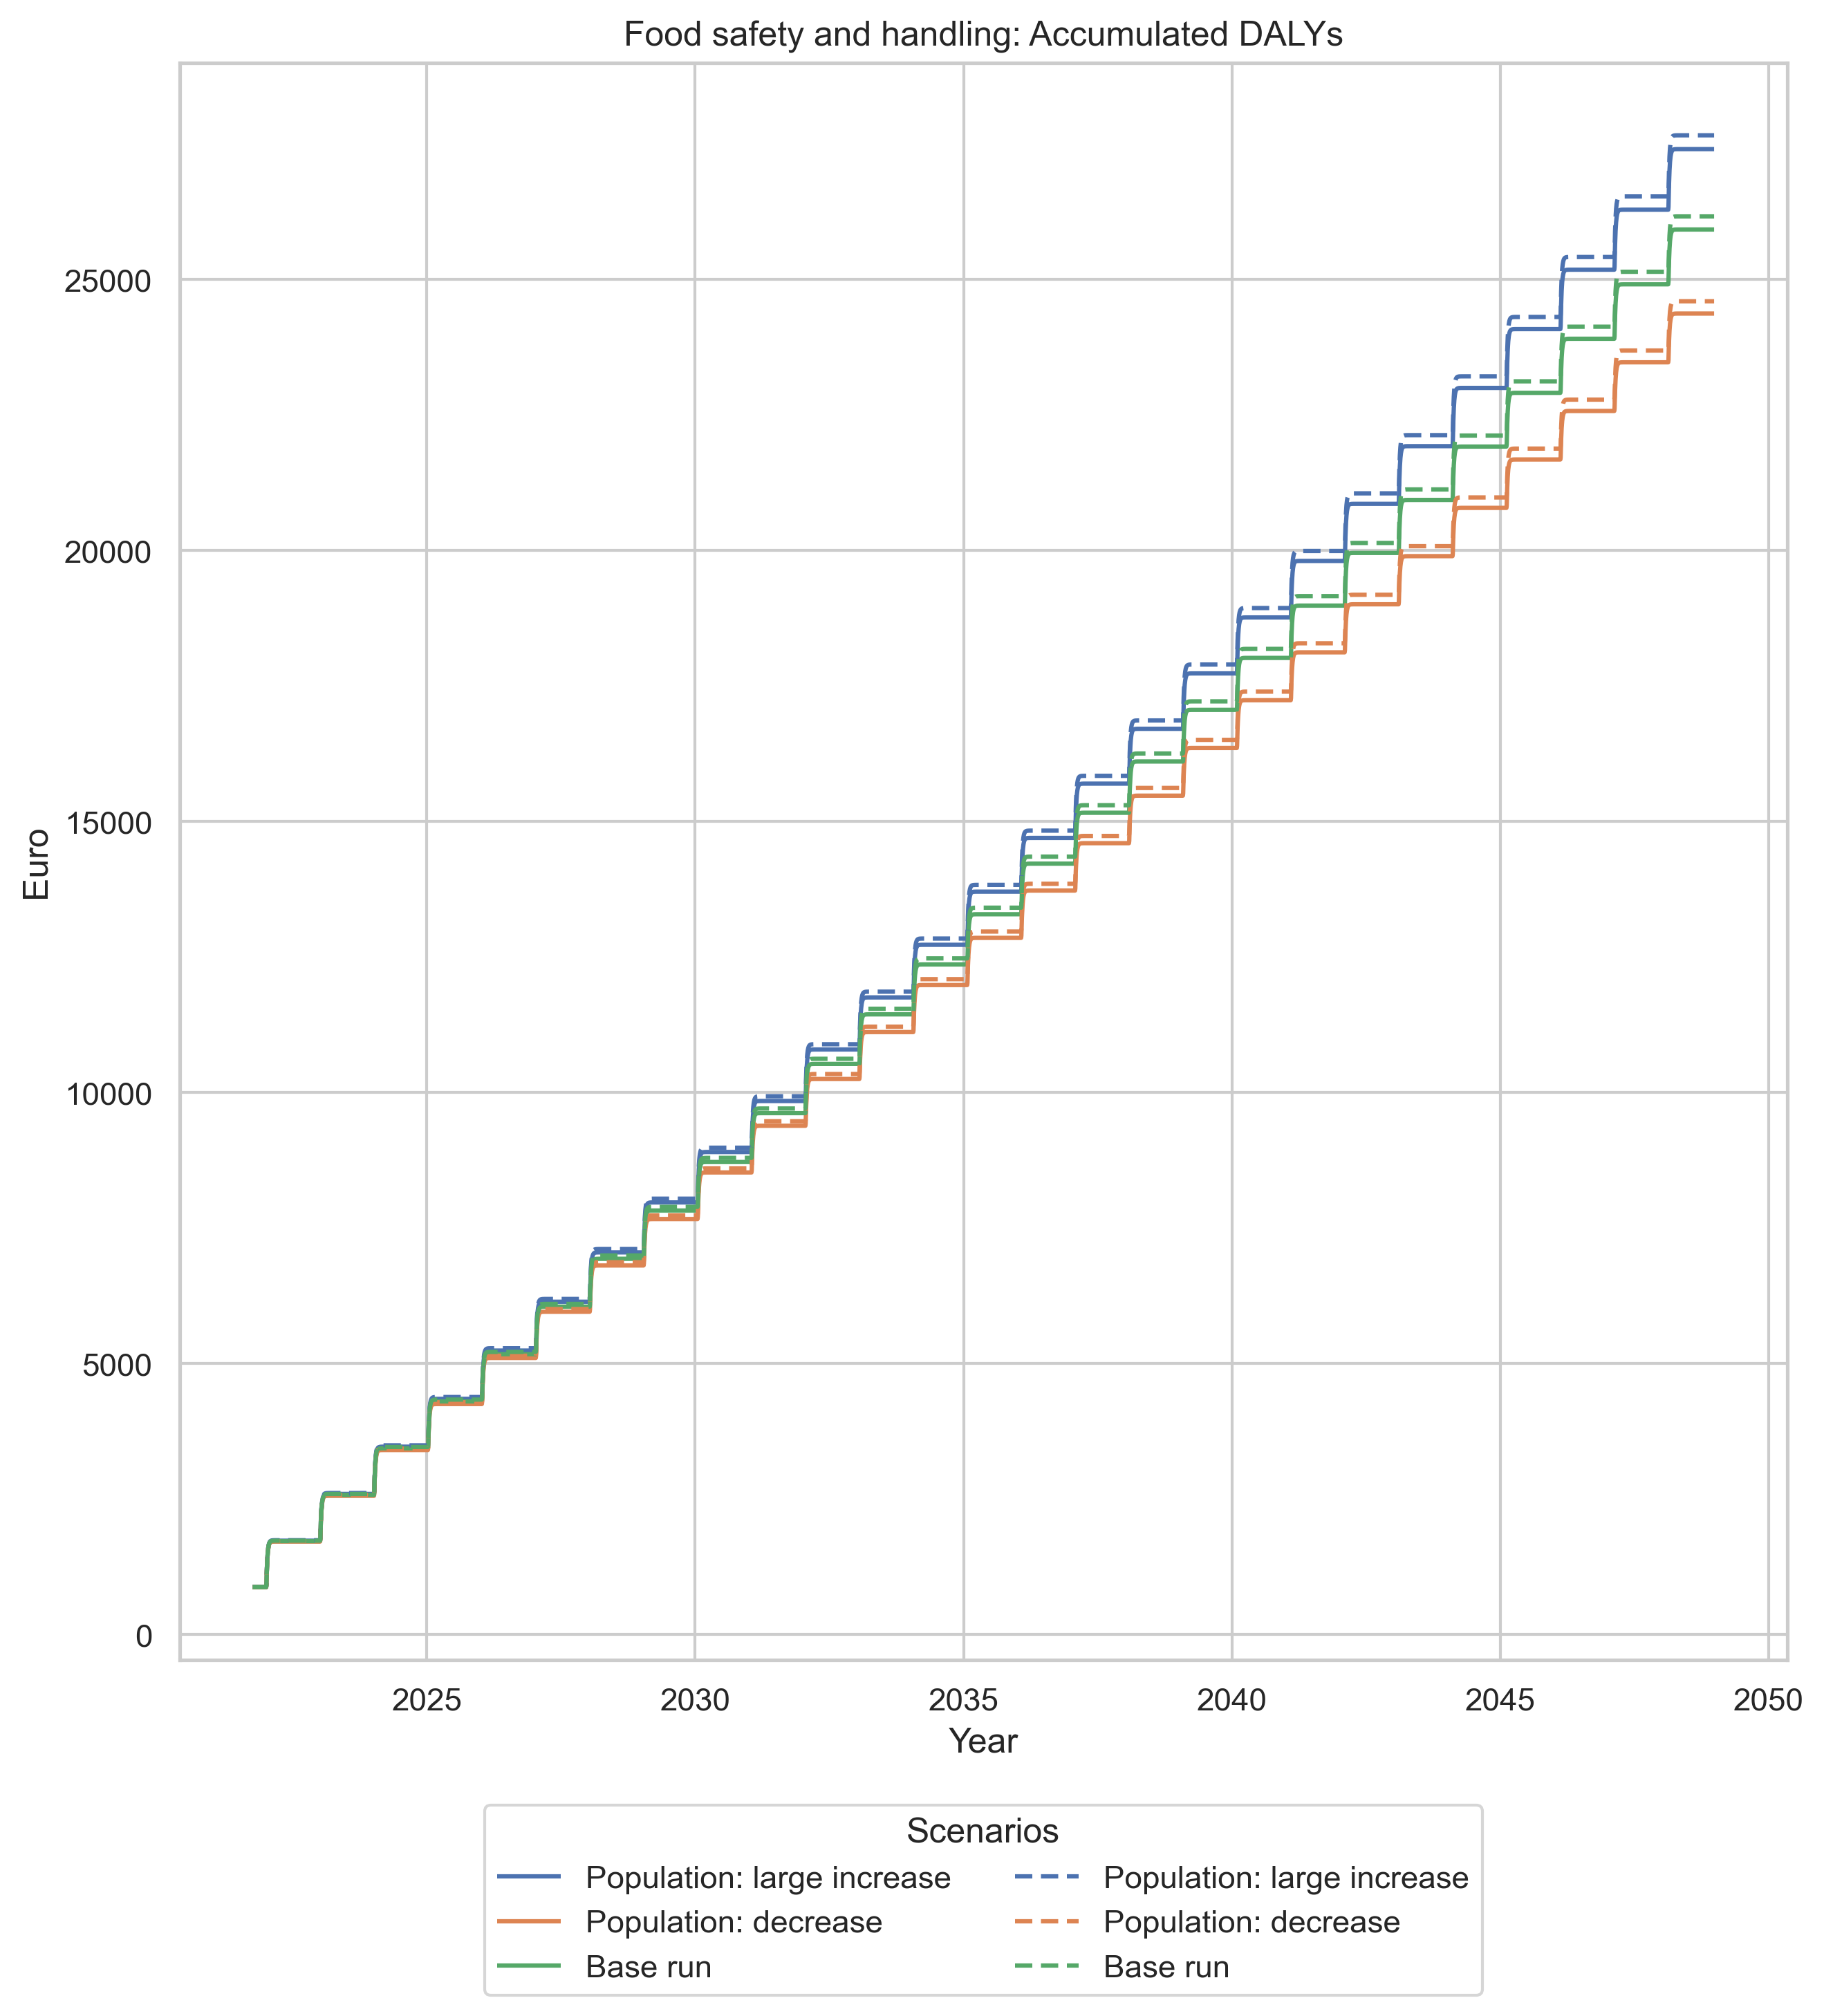 Food safety and handling: Accumulated DALYs
25000
20000
15000
10000
5000
0
Euro
2025 2030 2035 2040 2045 2050
Year
Scenarios
Population: large increase Population: large increase
Population: decrease Population: decrease
Base run Base run